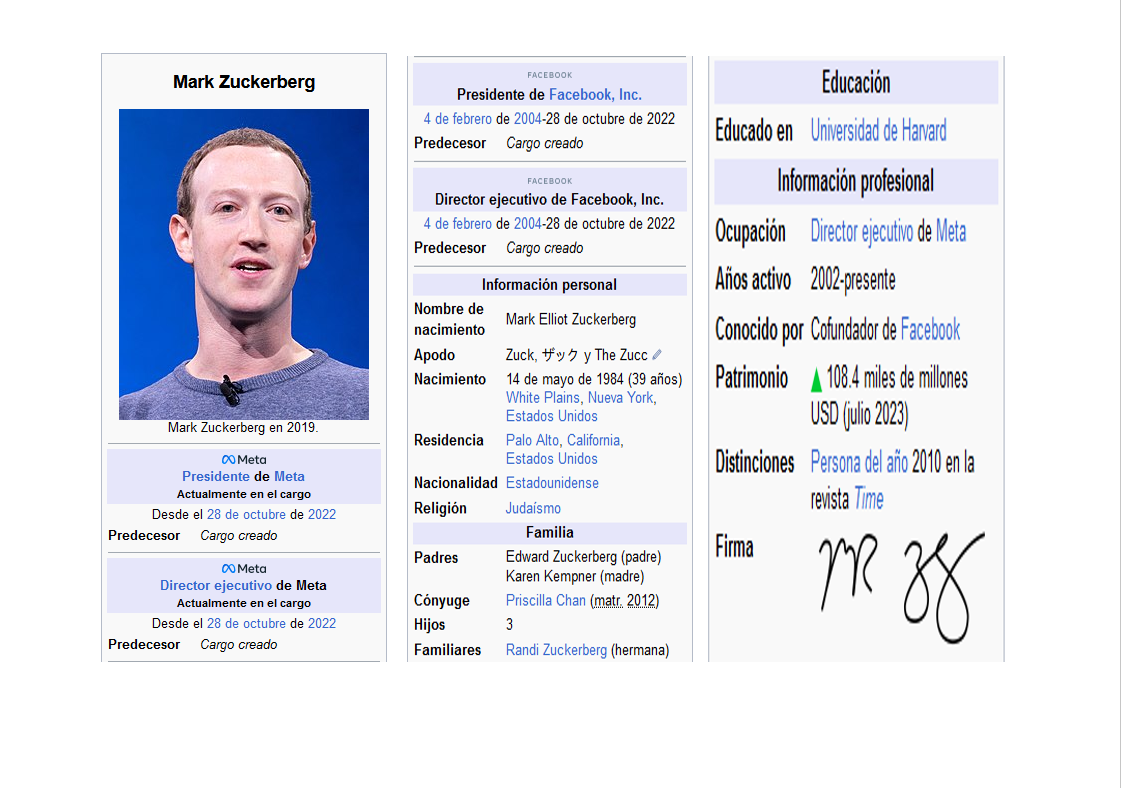 Mark Zuckerberg
Mark Zuckerberg en 2019.
Meta
Presidente de Meta
Actualmente en el cargo
Desde el 28 de octubre de 2022
Predecesor Cargo creado
Meta
Director ejecutivo de Meta
Actualmente en el cargo
Desde el 28 de octubre de 2022
Predecesor Cargo creado
FACEBOOK
Presidente de Facebook, Inc.
4 de febrero de 2004-28 de octubre de 2022
Predecesor Cargo creado
FACEBOOK
Director ejecutivo de Facebook, Inc.
4 de febrero de 2004-28 de octubre de 2022
Predecesor Cargo creado
Información personal
Nombre de
nacimiento Mark Elliot Zuckerberg
Apodo Zuck, ザック y The Zucc
Nacimiento 14 de mayo de 1984 (39 años)
White Plains, Nueva York,
Estados Unidos
Residencia Palo Alto, California,
Estados Unidos
Nacionalidad Estadounidense
Religión Judaísmo
Familia
Padres Edward Zuckerberg (padre)
Karen Kempner (madre)
Cónyuge Priscilla Chan (matr. 2012)
Hijos 3
Familiares Randi Zuckerberg (hermana)
Educación
Educado en Universidad de Harvard
Información profesional
Ocupación Director ejecutivo de Meta
Años activo 2002-presente
Conocido por Cofundador de Facebook
Patrimonio ▲ 108.4 miles de millones
USD (julio 2023)
Distinciones Persona del año 2010 en la
revista Time
Firma